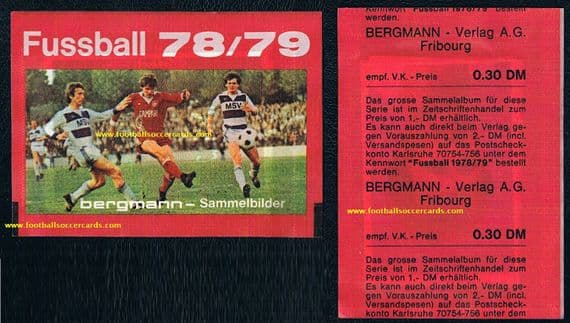 Fussball 78/79
MSV
CAMPARI
MSV
www.footballsoccercards.com
bergmann – Sammelbilder
www.footballsoccercards.com
Kennwort "Fussball 1978/79" bestellt
werden.
BERGMANN - Verlag A.G.
Fribourg
empf. V.K. - Preis 0.30 DM
Das grosse Sammelalbum für diese
Serie ist im Zeitschriftenhandel zum
Preis von 1,- DM erhältlich.
Es kann auch direkt beim Verlag ge-
gen Vorauszahlung von 2,- DM (incl.
Versandspesen) auf das Postscheck-
konto Karlsruhe 70754-756 unter dem
Kennwort "Fussball 1978/79" bestellt
werden.
BERGMANN - Verlag A.G.
Fribourg
www.footballsoccercards.com
empf. V.K. - Preis 0.30 DM
Das grosse Sammelalbum für diese
Serie ist im Zeitschriftenhandel zum
Preis von 1,- DM erhältlich.
Es kann auch direkt beim Verlag ge-
gen Vorauszahlung von 2,- DM (incl.
Versandspesen) auf das Postscheck-
konto Karlsruhe 70754-756 unter dem